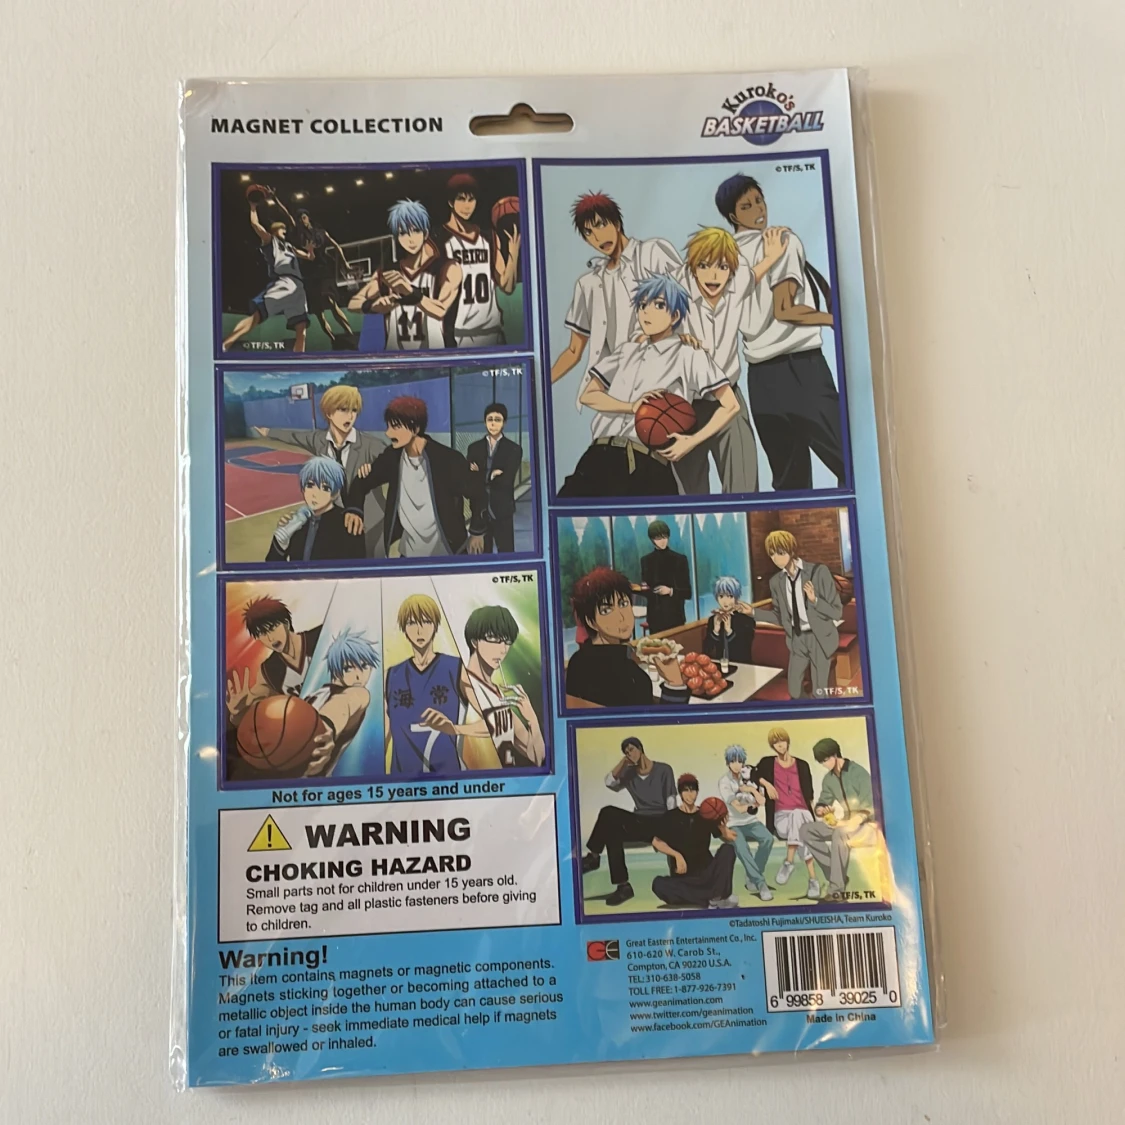 MAGNET COLLECTION
Kuroko's
BASKETBALL
© TF/S, TK
SEIRIN
10
11
© TF/S, TK
© TF/S, TK
© TF/S, TK
海常
7
© TF/S, TK
© TF/S, TK
Not for ages 15 years and under
WARNING
CHOKING HAZARD
Small parts not for children under 15 years old.
Remove tag and all plastic fasteners before giving
to children.
Warning!
This item contains magnets or magnetic components.
Magnets sticking together or becoming attached to a
metallic object inside the human body can cause serious
or fatal injury - seek immediate medical help if magnets
are swallowed or inhaled.
©Tadatoshi Fujimaki/SHUEISHA,Team Kuroko
GE
Great Eastern Entertainment Co., Inc.
610-620 W. Carob St.,
Compton, CA 90220 U.S.A.
TEL: 310-638-5058
TOLL FREE: 1-877-926-7391
www.geanimation.com
www.twitter.com/geanimation
www.facebook.com/GEAnimation
6 99858 39025 0
Made in China